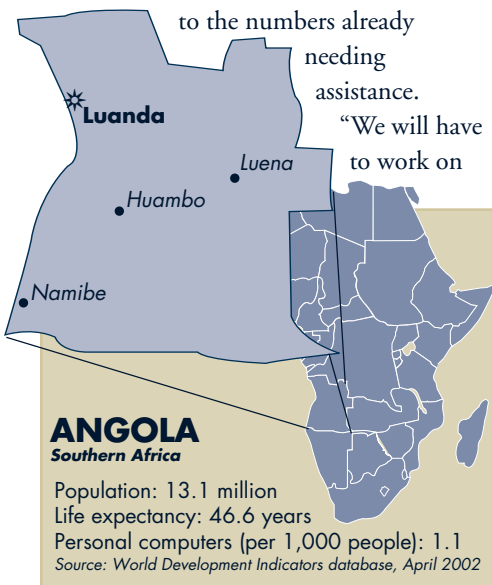 to the numbers already
needing
assistance.
“We will have
to work on
Luanda
Luena
Huambo
Namibe
ANGOLA
Southern Africa
Population: 13.1 million
Life expectancy: 46.6 years
Personal computers (per 1,000 people): 1.1
Source: World Development Indicators database, April 2002